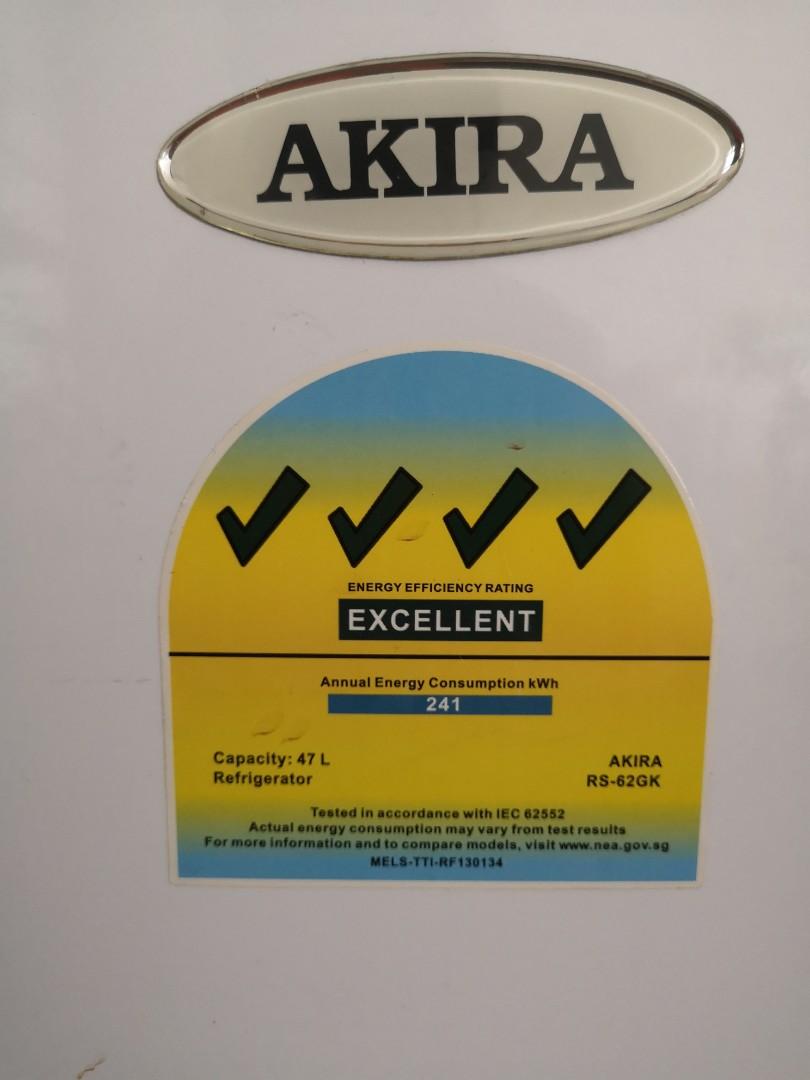 AKIRA
ENERGY EFFICIENCY RATING
EXCELLENT
Annual Energy Consumption kWh
241
Capacity: 47 L
Refrigerator
AKIRA
RS-62GK
Tested in accordance with IEC 62552
Actual energy consumption may vary from test results
For more information and to compare models, visit www.nea.gov.sg
MELS-TTI-RF130134